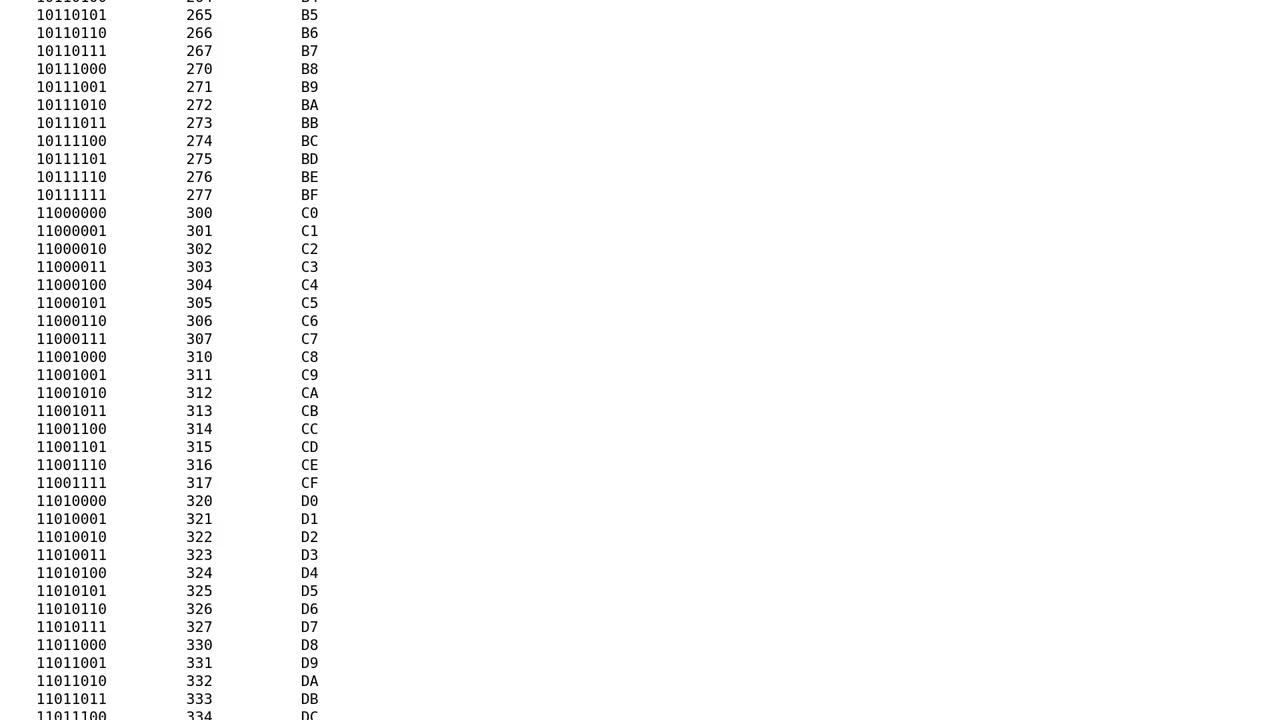 10110101 265 B5
10110110 266 B6
10110111 267 B7
10111000 270 B8
10111001 271 B9
10111010 272 BA
10111011 273 BB
10111100 274 BC
10111101 275 BD
10111110 276 BE
10111111 277 BF
11000000 300 C0
11000001 301 C1
11000010 302 C2
11000011 303 C3
11000100 304 C4
11000101 305 C5
11000110 306 C6
11000111 307 C7
11001000 310 C8
11001001 311 C9
11001010 312 CA
11001011 313 CB
11001100 314 CC
11001101 315 CD
11001110 316 CE
11001111 317 CF
11010000 320 D0
11010001 321 D1
11010010 322 D2
11010011 323 D3
11010100 324 D4
11010101 325 D5
11010110 326 D6
11010111 327 D7
11011000 330 D8
11011001 331 D9
11011010 332 DA
11011011 333 DB
11011100 334 DC